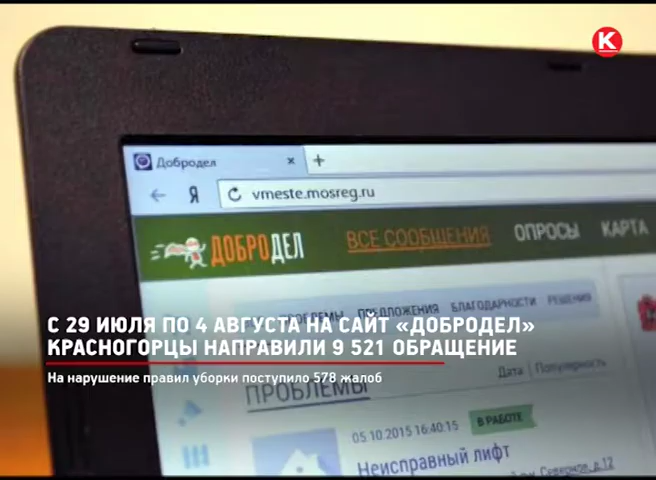 K
Добродел
Я
vmeste.mosreg.ru
ДОБРОДЕЛ ВСЕ СООБЩЕНИЯ ОПРОСЫ КАРТА
ПРОБЛЕМЫ ПРЕДЛОЖЕНИЯ БЛАГОДАРНОСТИ РЕШЕНИЯ
С 29 ИЮЛЯ ПО 4 АВГУСТА НА САЙТ «ДОБРОДЕЛ»
КРАСНОГОРЦЫ НАПРАВИЛИ 9 521 ОБРАЩЕНИЕ
Дата Популярность
На нарушение правил уборки поступило 578 жалоб
ПРОБЛЕМЫ
05.10.2015 16:40:15 В РАБОТЕ
Неисправный лифт
Северное, д.12